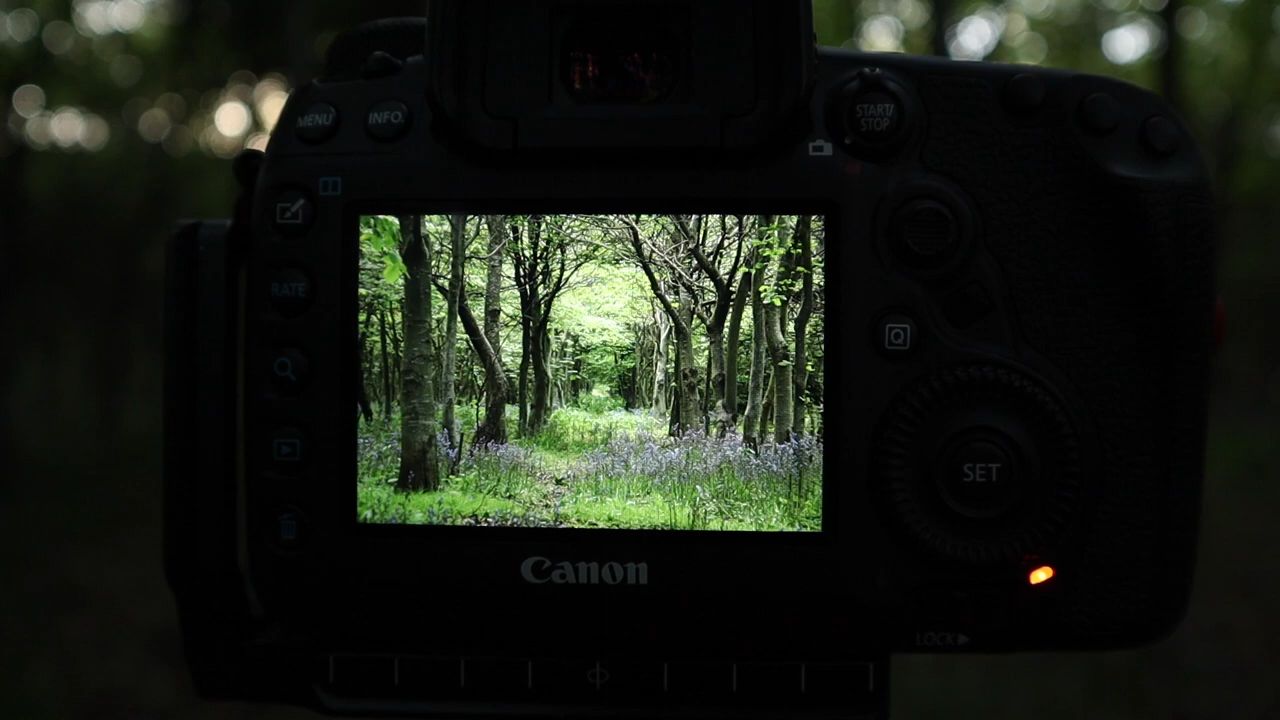 MENU
INFO.
START/
STOP
RATE
Q
SET
Canon
LOCK▶